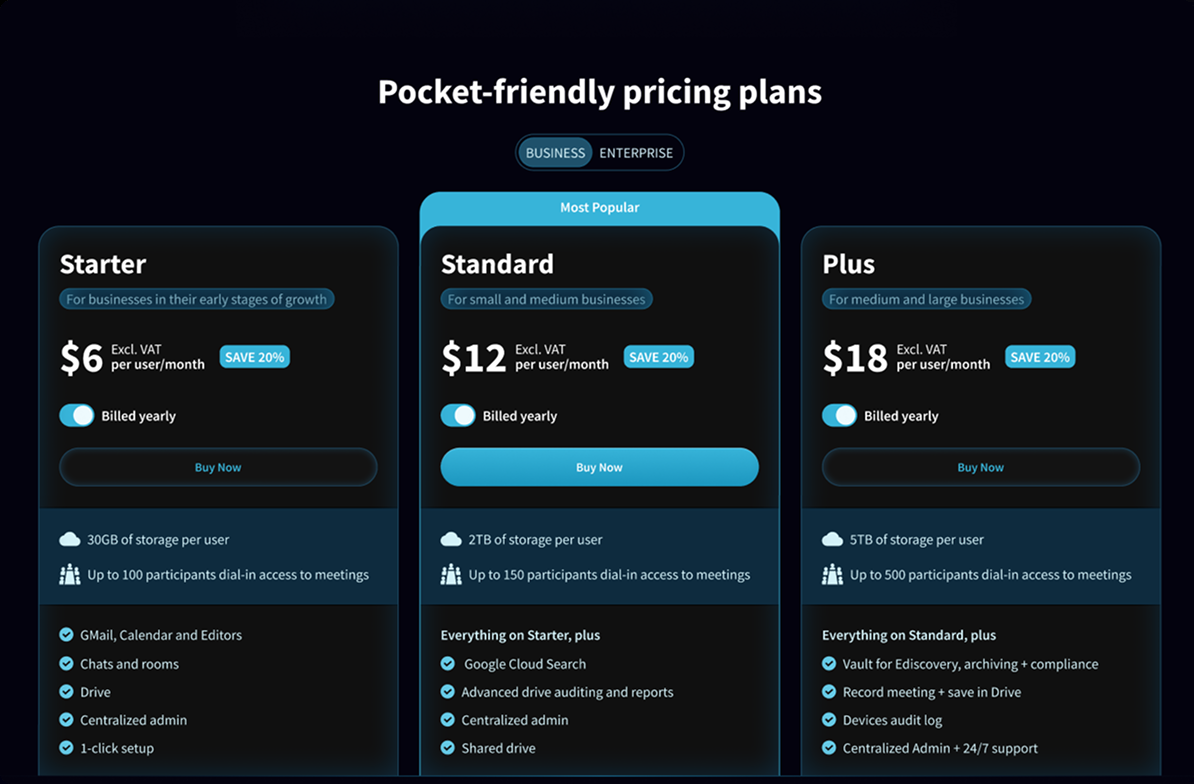 Pocket-friendly pricing plans
BUSINESS ENTERPRISE
Most Popular
Starter
For businesses in their early stages of growth
$6
Excl. VAT
per user/month
SAVE 20%
Billed yearly
Buy Now
30GB of storage per user
Up to 100 participants dial-in access to meetings
GMail, Calendar and Editors
Chats and rooms
Drive
Centralized admin
1-click setup
Standard
For small and medium businesses
$12
Excl. VAT
per user/month
SAVE 20%
Billed yearly
Buy Now
2TB of storage per user
Up to 150 participants dial-in access to meetings
Everything on Starter, plus
Google Cloud Search
Advanced drive auditing and reports
Centralized admin
Shared drive
Plus
For medium and large businesses
$18
Excl. VAT
per user/month
SAVE 20%
Billed yearly
Buy Now
5TB of storage per user
Up to 500 participants dial-in access to meetings
Everything on Standard, plus
Vault for Ediscovery, archiving + compliance
Record meeting + save in Drive
Devices audit log
Centralized Admin + 24/7 support